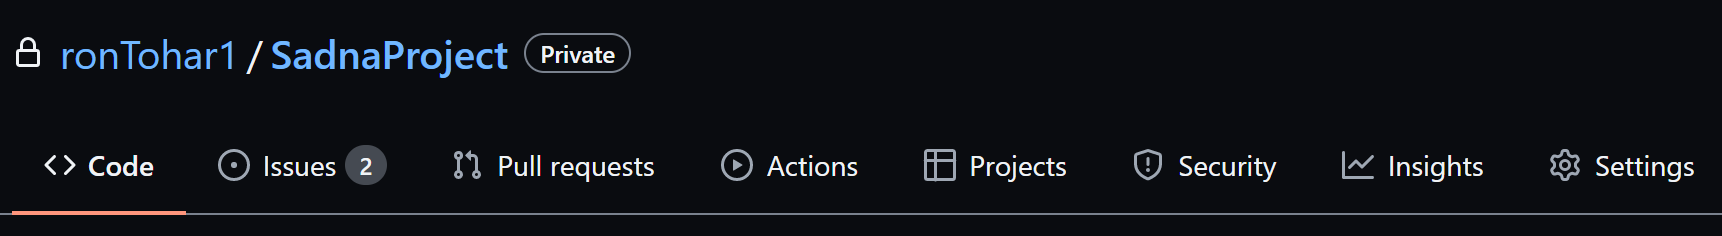 ronTohar1 / SadnaProject Private
Code Issues 2 Pull requests Actions Projects Security Insights Settings